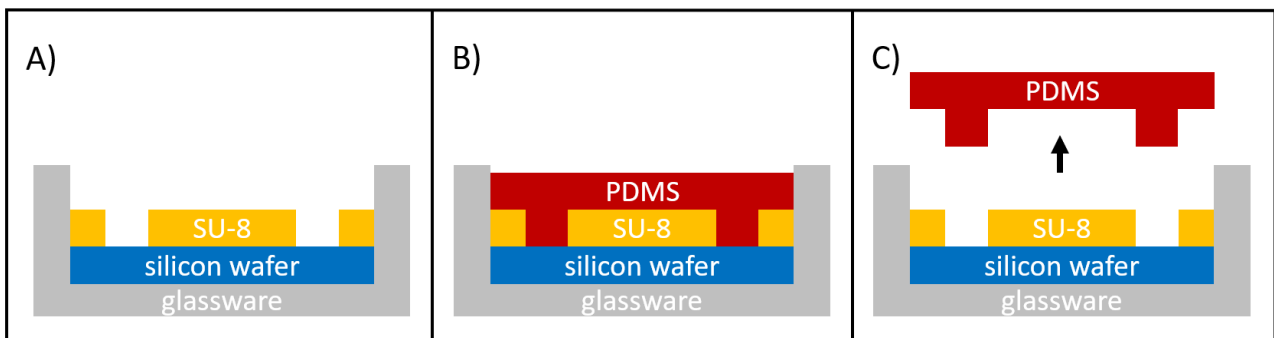 A)
SU-8
silicon wafer
glassware
B)
PDMS
SU-8
silicon wafer
glassware
C)
PDMS
SU-8
silicon wafer
glassware